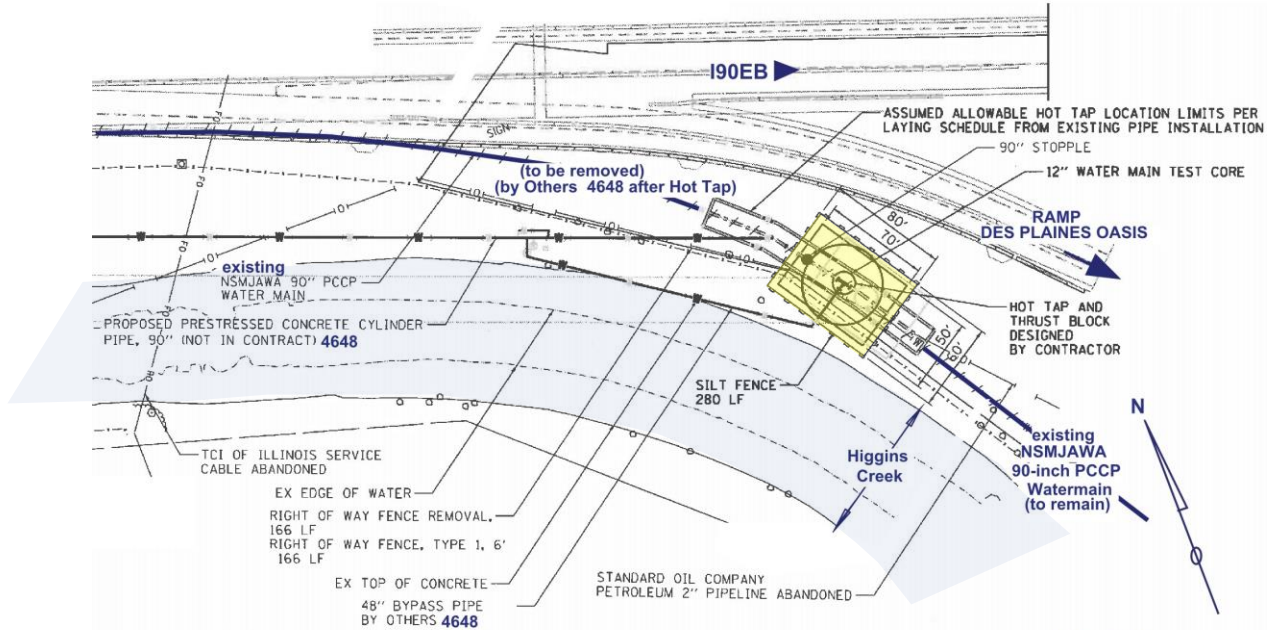 I90EB
ASSUMED ALLOWABLE HOT TAP LOCATION LIMITS PER
LAYING SCHEDULE FROM EXISTING PIPE INSTALLATION
90" STOPPLE
12" WATER MAIN TEST CORE
SIGN
FO
FO
(to be removed)
(by Others 4648 after Hot Tap)
80'
70'
RAMP
DES PLAINES OASIS
existing
NSMJAWA 90" PCCP
WATER MAIN
HOT TAP AND
THRUST BLOCK
DESIGNED
BY CONTRACTOR
50'
60'
PROPOSED PRESTRESSED CONCRETE CYLINDER
PIPE, 90" (NOT IN CONTRACT) 4648
SILT FENCE
280 LF
N
existing
NSMJAWA
90-inch PCCP
Watermain
(to remain)
Higgins
Creek
TCI OF ILLINOIS SERVICE
CABLE ABANDONED
EX EDGE OF WATER
RIGHT OF WAY FENCE REMOVAL,
166 LF
RIGHT OF WAY FENCE, TYPE 1, 6'
166 LF
EX TOP OF CONCRETE
48" BYPASS PIPE
BY OTHERS 4648
STANDARD OIL COMPANY
PETROLEUM 2" PIPELINE ABANDONED